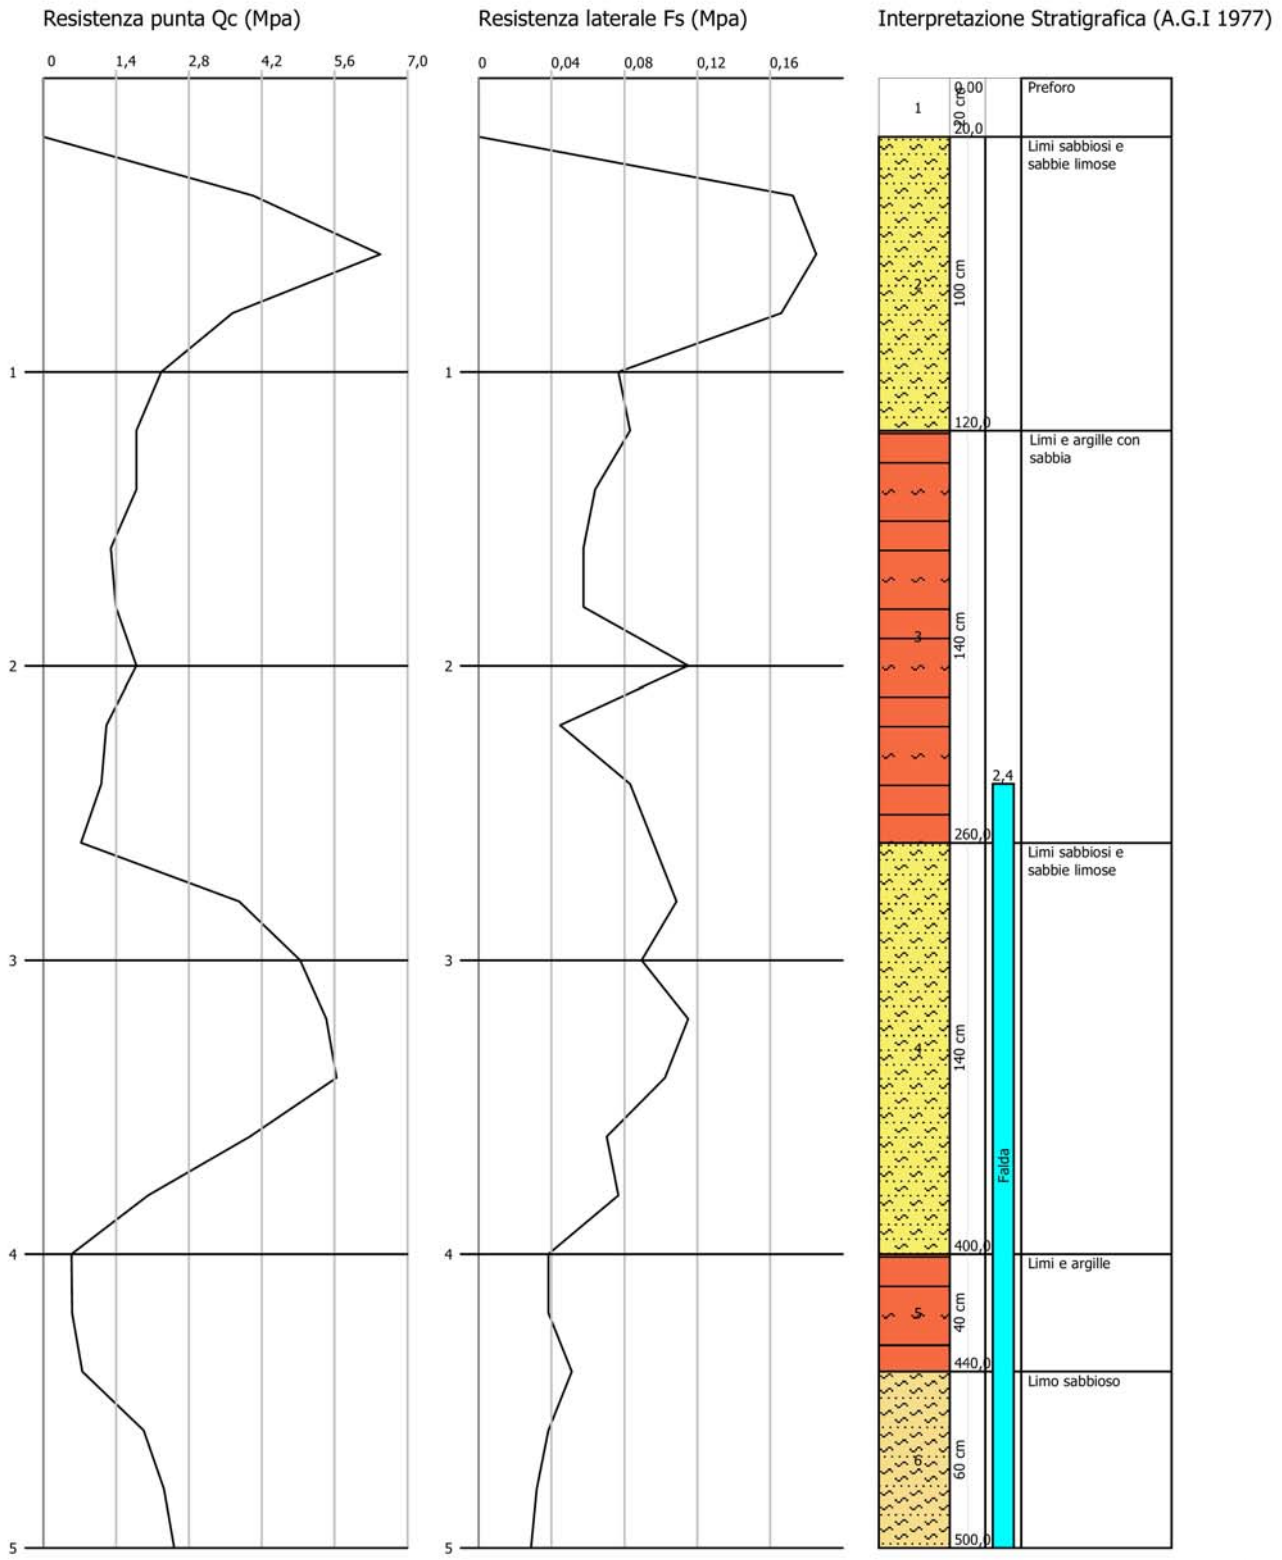 Resistenza punta Qc (Mpa)
Resistenza laterale Fs (Mpa)
Interpretazione Stratigrafica (A.G.I 1977)
0 1,4 2,8 4,2 5,6 7,0
0 0,04 0,08 0,12 0,16
1
0,00
20 cm
20,0
Preforo
Limi sabbiosi e
sabbie limose
2
100 cm
1
1
120,0
Limi e argille con
sabbia
3
140 cm
2
2
2,4
260,0
Limi sabbiosi e
sabbie limose
3
3
4
140 cm
Falda
4
4
400,0
Limi e argille
5
40 cm
440,0
Limo sabbioso
6
60 cm
5
5
500,0